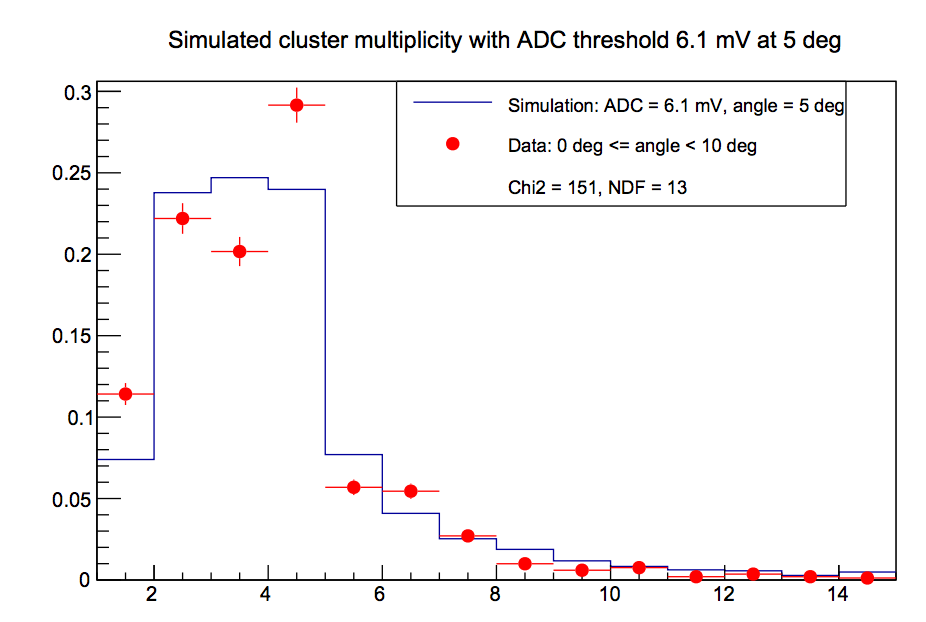 Simulated cluster multiplicity with ADC threshold 6.1 mV at 5 deg
0.3
Simulation: ADC = 6.1 mV, angle = 5 deg
Data: 0 deg <= angle < 10 deg
0.25
Chi2 = 151, NDF = 13
0.2
0.15
0.1
0.05
0
2 4 6 8 10 12 14